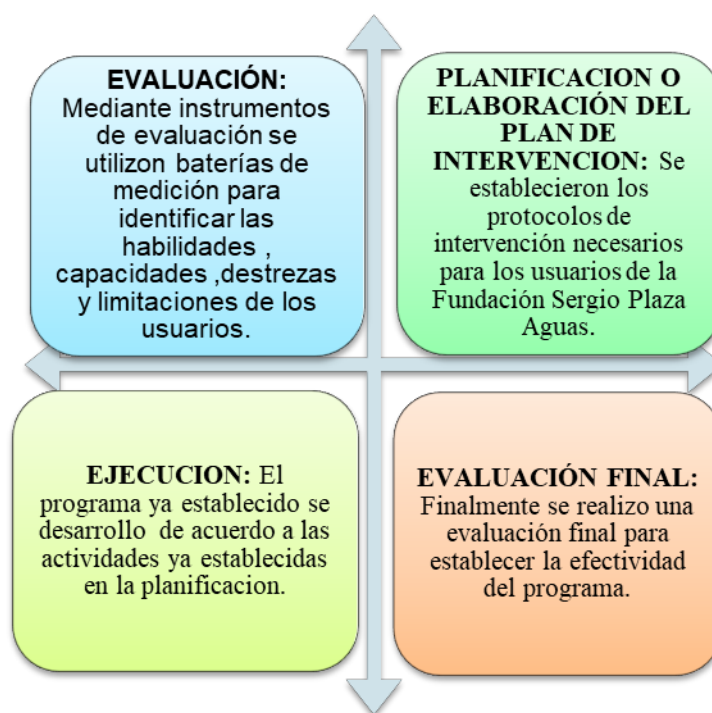 EVALUACIÓN:
Mediante instrumentos
de evaluación se
utilizon baterías de
medición para
identificar las
habilidades ,
capacidades ,destrezas
y limitaciones de los
usuarios.
PLANIFICACION O
ELABORACIÓN DEL
PLAN DE
INTERVENCION: Se
establecieron los
protocolos de
intervención necesarios
para los usuarios de la
Fundación Sergio Plaza
Aguas.
EJECUCION: El
programa ya establecido se
desarrollo de acuerdo a las
actividades ya establecidas
en la planificacion.
EVALUACIÓN FINAL:
Finalmente se realizo una
evaluación final para
establecer la efectividad
del programa.